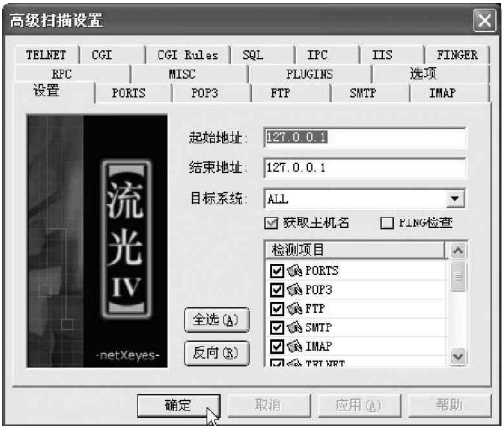 高级扫描设置
TELNET CGI CGI Rules SQL IPC IIS FINGER
RPC MISC PLUGINS 选项
设置 PORTS POP3 FTP SMTP IMAP
起始地址: 127.0.0.1
结束地址: 127.0.0.1
目标系统: ALL
获取主机名 PING检查
检测项目
PORTS
POP3
FTP
SMTP
IMAP
TELNET
流光
IV
-netXeyes-
全选(A)
反向(R)
确定 取消 应用(A) 帮助